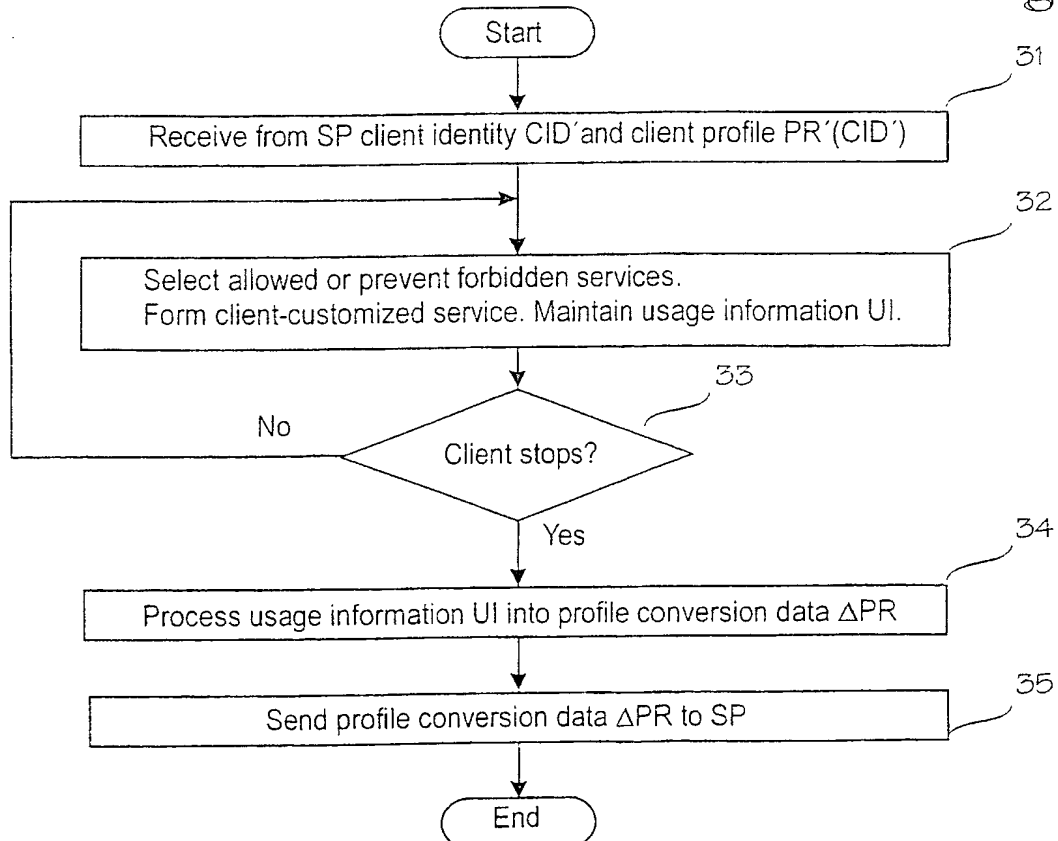 Start
31
Receive from SP client identity CID´and client profile PR´(CID´)
32
Select allowed or prevent forbidden services.
Form client-customized service. Maintain usage information UI.
33
No
Client stops?
Yes
34
Process usage information UI into profile conversion data ΔPR
35
Send profile conversion data ΔPR to SP
End